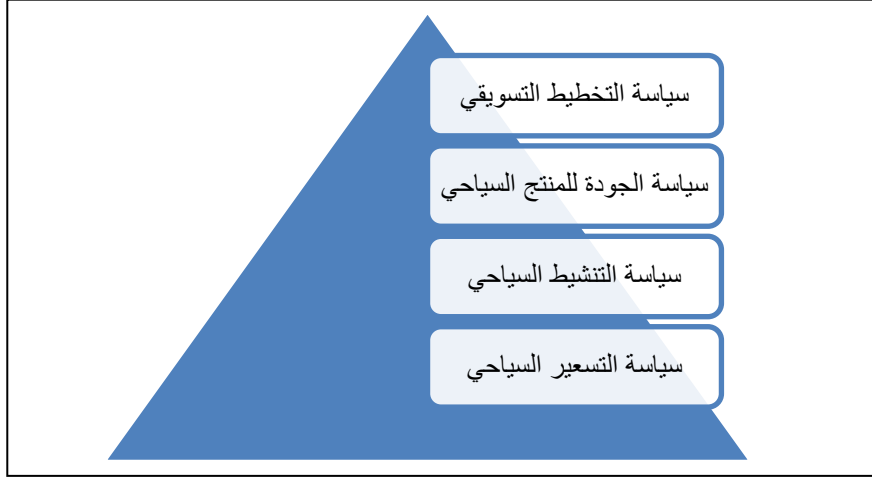 سياسة التخطيط التسويقي
سياسة الجودة للمنتج السياحي
سياسة التنشيط السياحي
سياسة التسعير السياحي